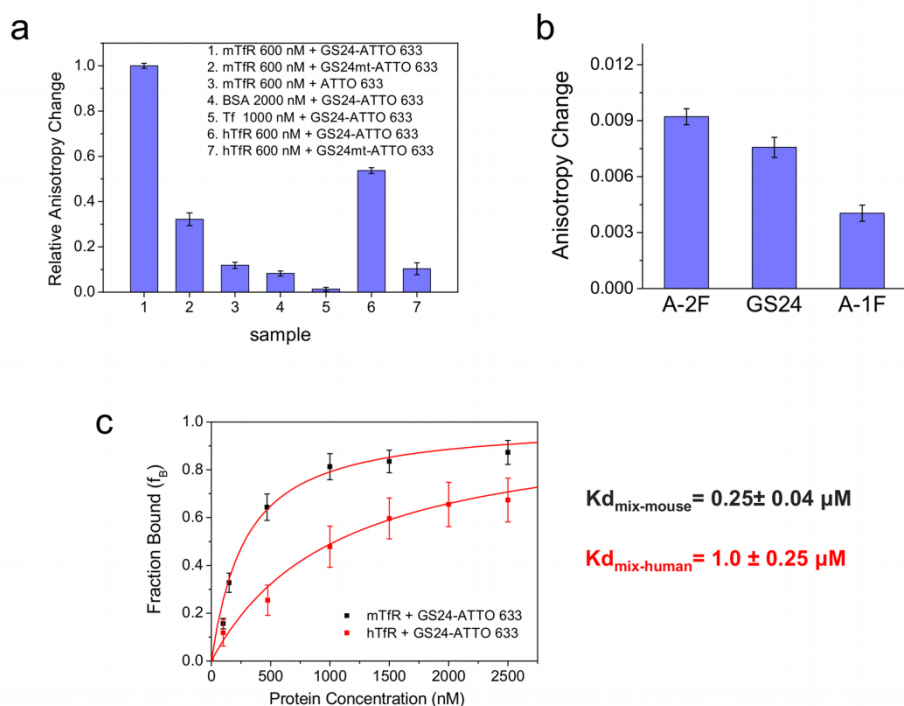 a
1. mTfR 600 nM + GS24-ATTO 633
2. mTfR 600 nM + GS24mt-ATTO 633
3. mTfR 600 nM + ATTO 633
4. BSA 2000 nM + GS24-ATTO 633
5. Tf 1000 nM + GS24-ATTO 633
6. hTfR 600 nM + GS24-ATTO 633
7. hTfR 600 nM + GS24mt-ATTO 633
Relative Anisotropy Change
1.0
0.8
0.6
0.4
0.2
0.0
1 2 3 4 5 6 7
sample
b
Anisotropy Change
0.012
0.009
0.006
0.003
0.000
A-2F GS24 A-1F
c
Fraction Bound (f_B)
1.0
0.8
0.6
0.4
0.2
0.0
mTfR + GS24-ATTO 633
hTfR + GS24-ATTO 633
0 500 1000 1500 2000 2500
Protein Concentration (nM)
Kd_mix-mouse = 0.25± 0.04 µM
Kd_mix-human = 1.0 ± 0.25 µM